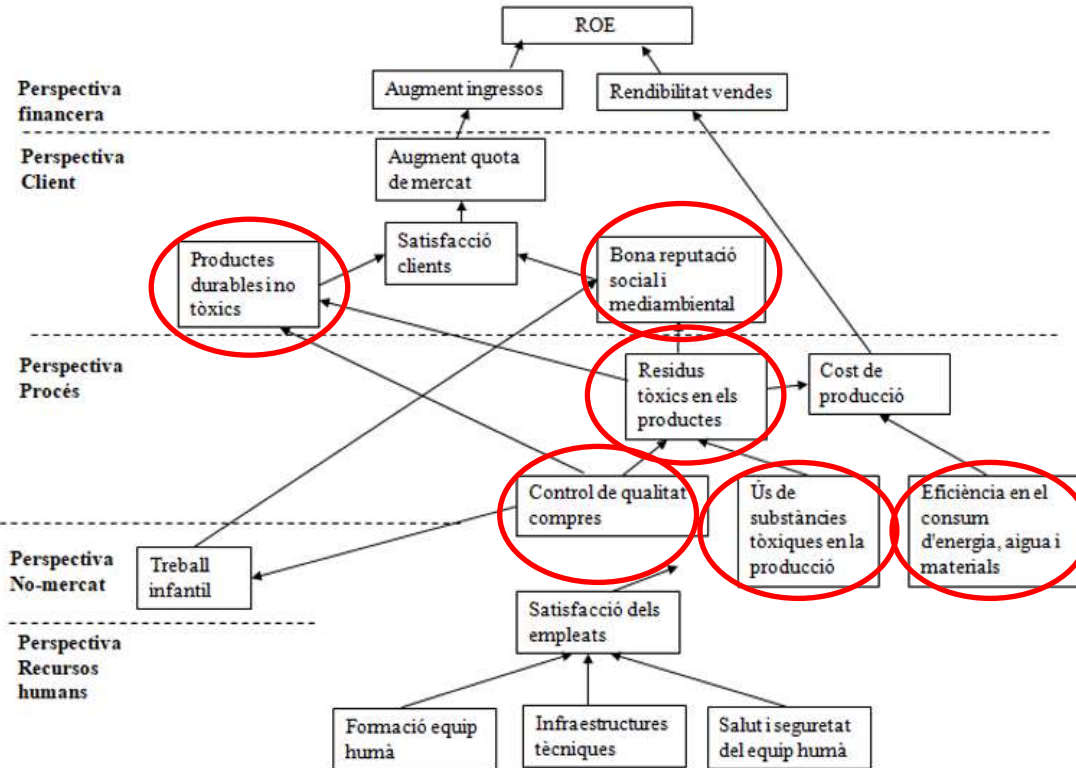 ROE
Perspectiva
financera
Augment ingressos
Rendibilitat vendes
Perspectiva
Client
Augment quota
de mercat
Satisfacció
clients
Productes
durables i no
tòxics
Bona reputació
social i
mediambiental
Perspectiva
Procés
Residus
tòxics en els
productes
Cost de
producció
Control de qualitat
compres
Ús de
substàncies
tòxiques en la
producció
Eficiència en el
consum
d'energia, aigua i
materials
Perspectiva
No-mercat
Treball
infantil
Satisfacció dels
empleats
Perspectiva
Recursos
humans
Formació equip
humà
Infraestructures
tècniques
Salut i seguretat
del equip humà